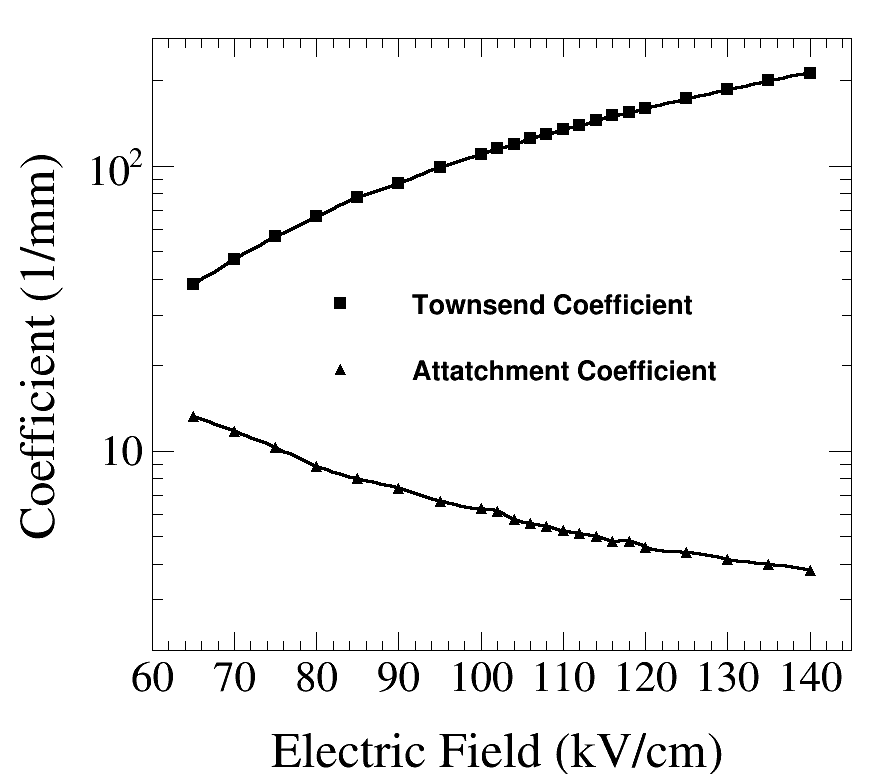 Coefficient (1/mm)
10²
10
Townsend Coefficient
Attatchment Coefficient
60 70 80 90 100 110 120 130 140
Electric Field (kV/cm)